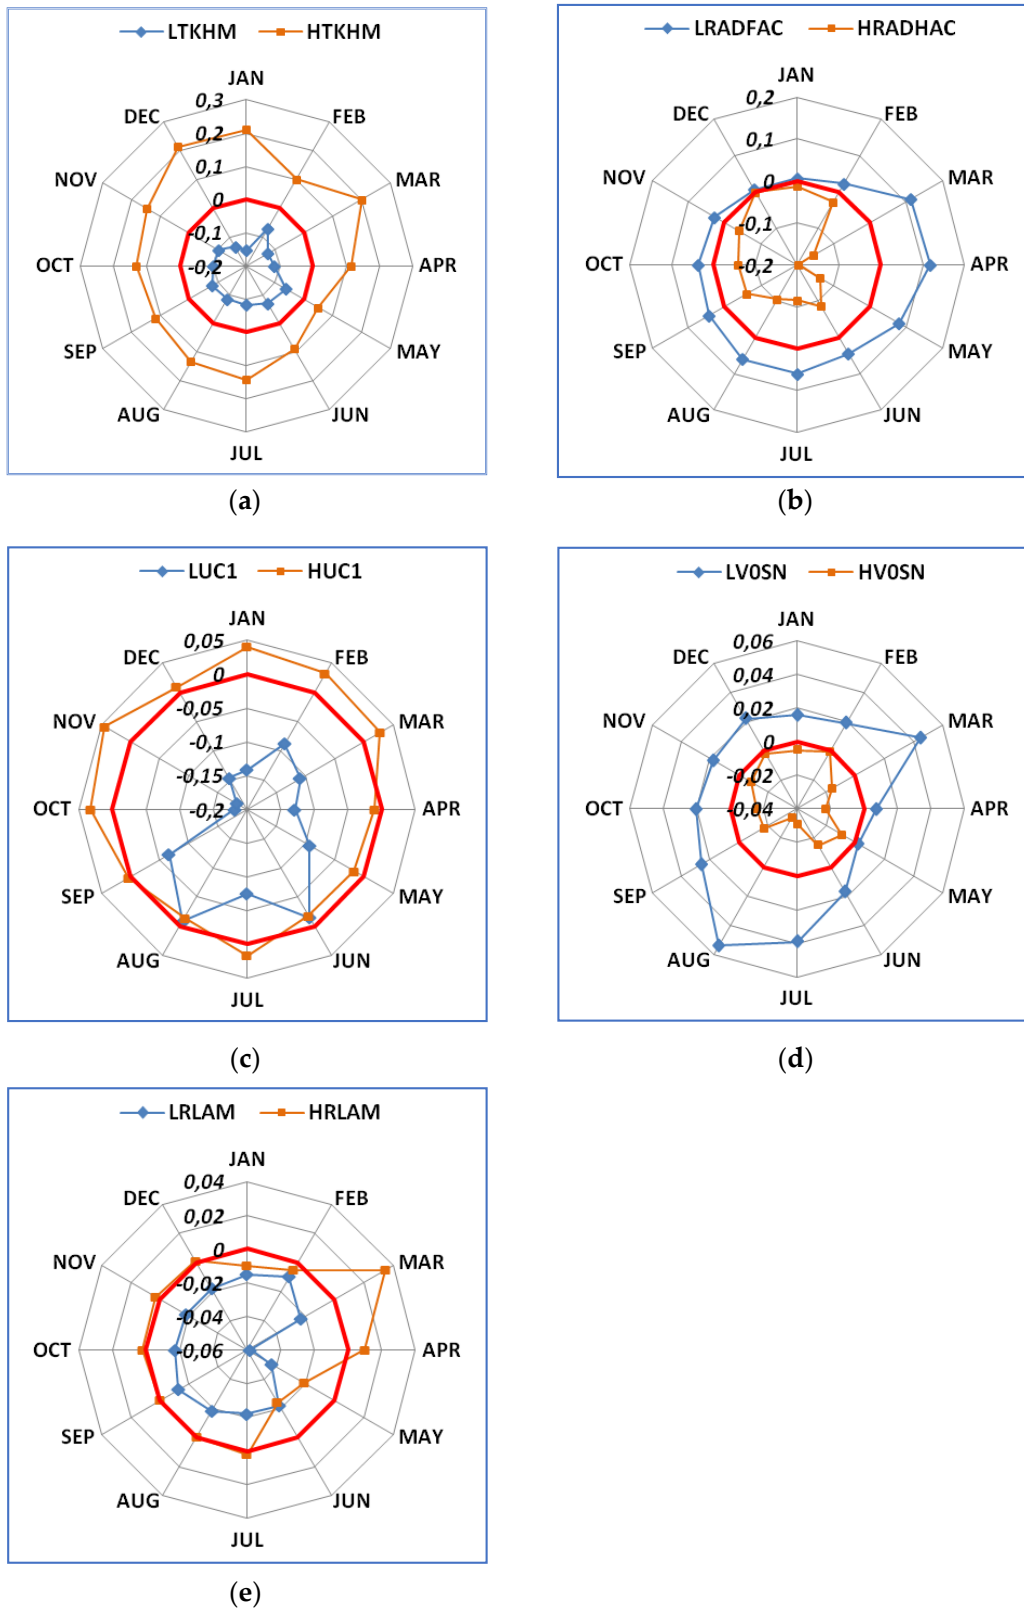 LTKHM HTKHM
JAN
0,3
DEC FEB
0,2
0,1
NOV MAR
0
-0,1
OCT -0,2 APR
SEP MAY
AUG JUN
JUL
(a)
LRADFAC HRADHAC
JAN
0,2
DEC FEB
0,1
NOV 0 MAR
-0,1
OCT -0,2 APR
SEP MAY
AUG JUN
JUL
(b)
LUC1 HUC1
JAN
0,05
DEC FEB
0
-0,05
NOV MAR
-0,1
-0,15
OCT -0,2 APR
SEP MAY
AUG JUN
JUL
(c)
LV0SN HV0SN
JAN
0,06
DEC FEB
0,04
0,02
NOV MAR
0
-0,02
OCT -0,04 APR
SEP MAY
AUG JUN
JUL
(d)
LRLAM HRLAM
JAN
0,04
DEC FEB
0,02
0
NOV MAR
-0,02
-0,04
OCT -0,06 APR
SEP MAY
AUG JUN
JUL
(e)